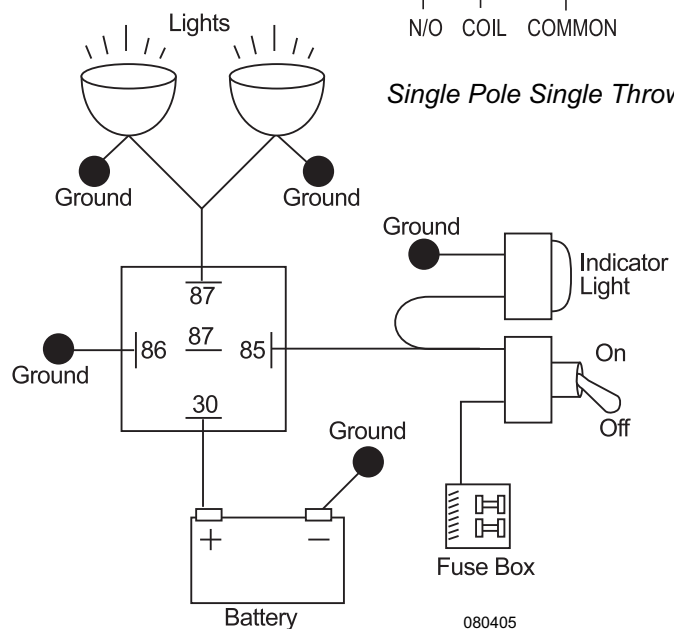 Lights
N/O COIL COMMON
Single Pole Single Throw
Ground
Ground
Ground
Indicator
Light
87
86
87
85
Ground
30
On
Off
Ground
+
−
Fuse Box
Battery
080405